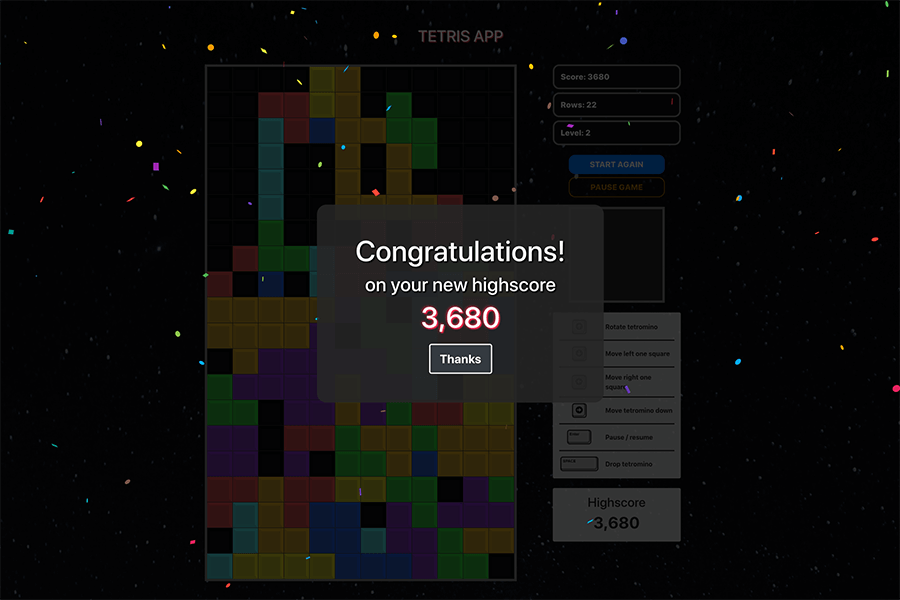 TETRIS APP
Score: 3680
Rows: 22
Level: 2
START AGAIN
PAUSE GAME
Congratulations!
on your new highscore
3,680
Thanks
Rotate tetromino
Move left one square
Move right one
square
Move tetromino down
Pause / resume
Drop tetromino
Highscore
3,680